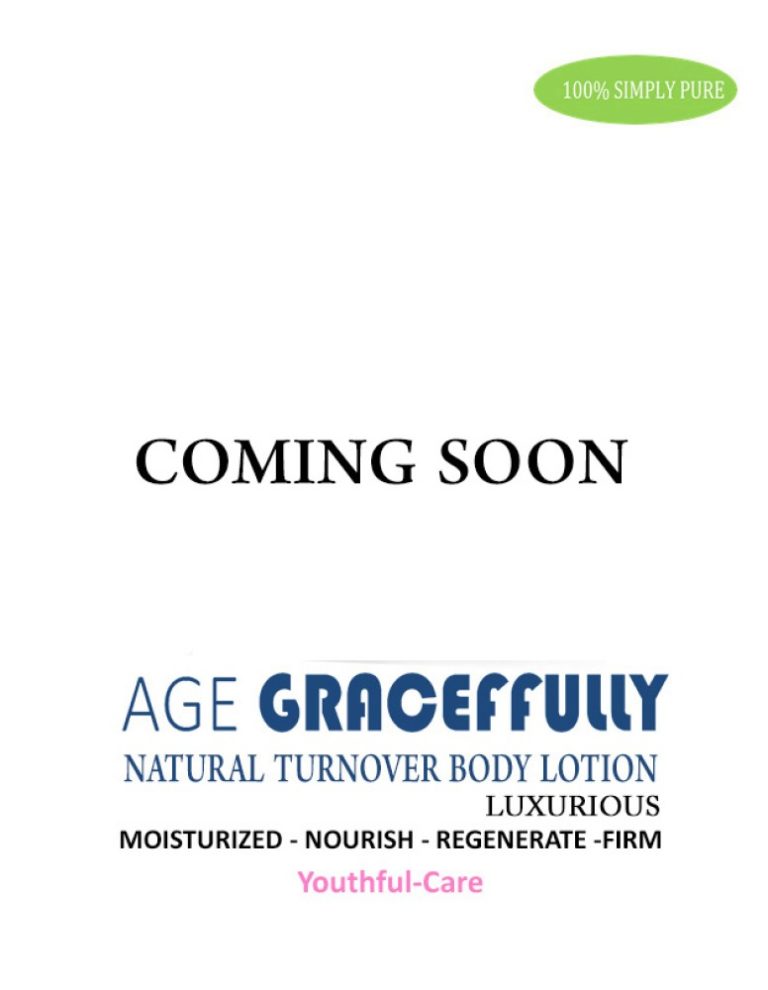 100% SIMPLY PURE
COMING SOON
AGE GRACEFFULLY
NATURAL TURNOVER BODY LOTION
LUXURIOUS
MOISTURIZED - NOURISH - REGENERATE -FIRM
Youthful-Care